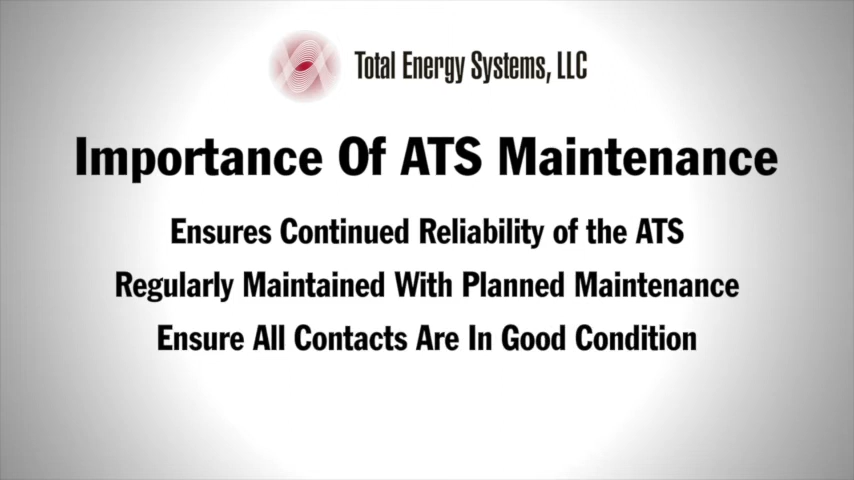 Total Energy Systems, LLC
Importance Of ATS Maintenance
Ensures Continued Reliability of the ATS
Regularly Maintained With Planned Maintenance
Ensure All Contacts Are In Good Condition